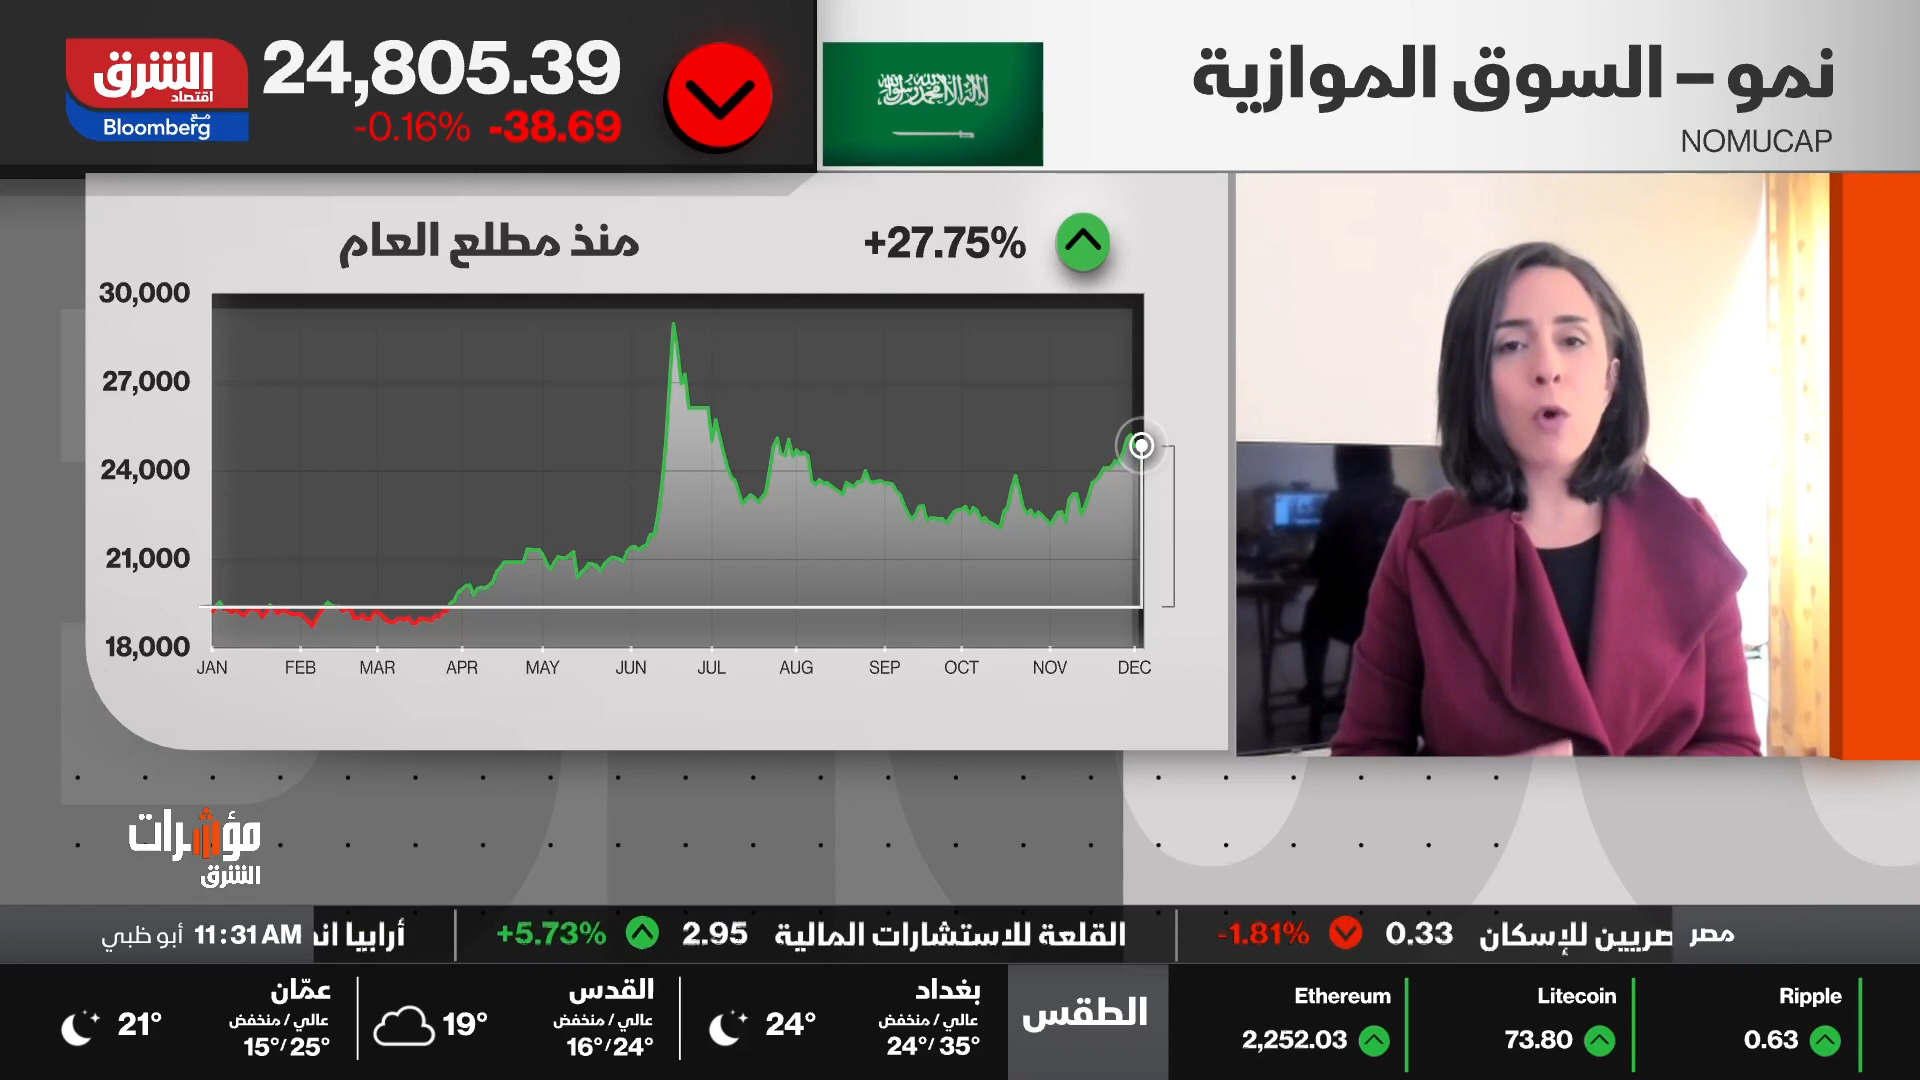 نمو – السوق الموازية
NOMUCAP
24,805.39
-0.16% -38.69
الشرق
اقتصاد
مع
Bloomberg
منذ مطلع العام
+27.75%
30,000
27,000
24,000
21,000
18,000
JAN FEB MAR APR MAY JUN JUL AUG SEP OCT NOV DEC
مؤشرات
الشرق
مصر
صريين للإسكان 0.33 -1.81%
القلعة للاستشارات المالية 2.95 +5.73%
أرابيا
11:31AM أبو ظبي
Ripple
0.63
Litecoin
73.80
Ethereum
2,252.03
الطقس
بغداد
عالي / منخفض
24°/ 35°
24°
القدس
عالي / منخفض
16°/24°
19°
عمّان
عالي / منخفض
15°/25°
21°